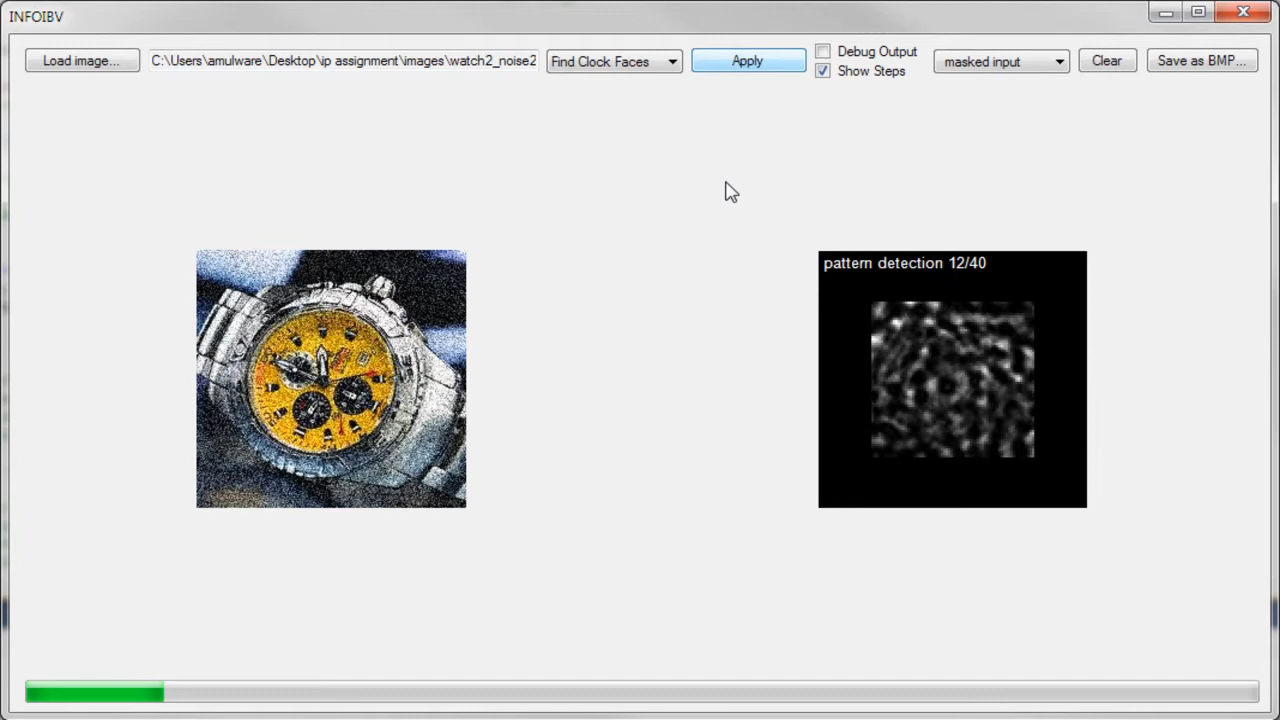 INFOIBV
Load image...
C:\Users\amulware\Desktop\ip assignment\images\watch2_noise2
Find Clock Faces
Apply
Debug Output
Show Steps
masked input
Clear
Save as BMP...
pattern detection 12/40